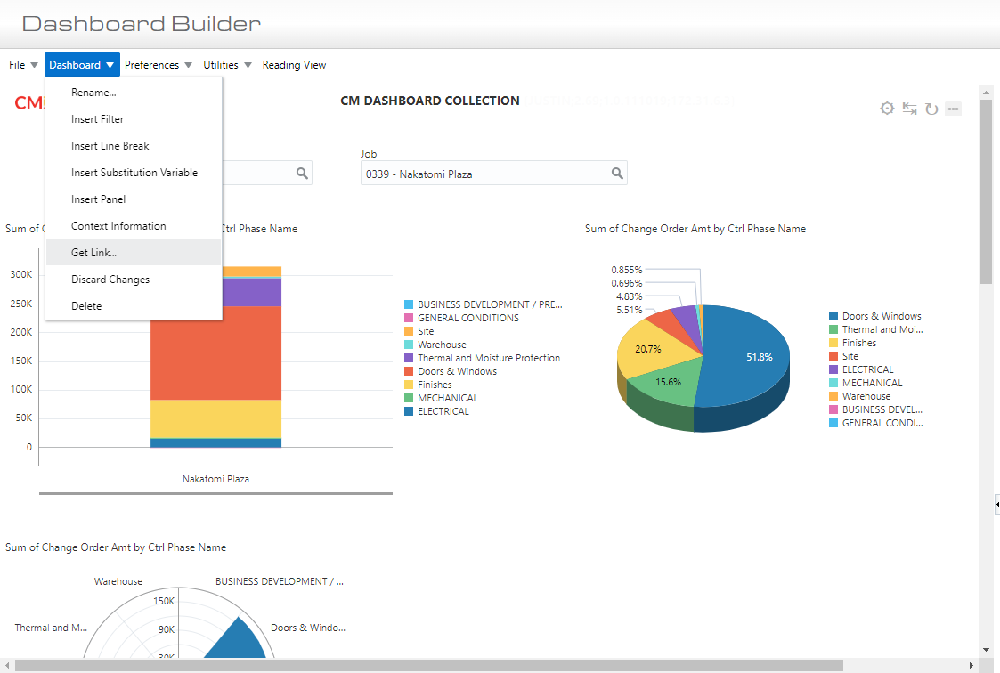 Dashboard Builder
File Dashboard Preferences Utilities Reading View
Rename...
Insert Filter
Insert Line Break
Insert Substitution Variable
Insert Panel
Context Information
Get Link...
Discard Changes
Delete
CM
CM DASHBOARD COLLECTION
Job
0339 - Nakatomi Plaza
Sum of C
Ctrl Phase Name
300K
250K
200K
150K
100K
50K
0
Nakatomi Plaza
BUSINESS DEVELOPMENT / PRE...
GENERAL CONDITIONS
Site
Warehouse
Thermal and Moisture Protection
Doors & Windows
Finishes
MECHANICAL
ELECTRICAL
Sum of Change Order Amt by Ctrl Phase Name
0.855%
0.696%
4.83%
5.51%
20.7%
15.6%
51.8%
Doors & Windows
Thermal and Moi...
Finishes
Site
ELECTRICAL
MECHANICAL
Warehouse
BUSINESS DEVEL...
GENERAL CONDI...
Sum of Change Order Amt by Ctrl Phase Name
Warehouse
BUSINESS DEVELOPMENT / ...
150K
Thermal and M...
90K
Doors & Windo...
30K